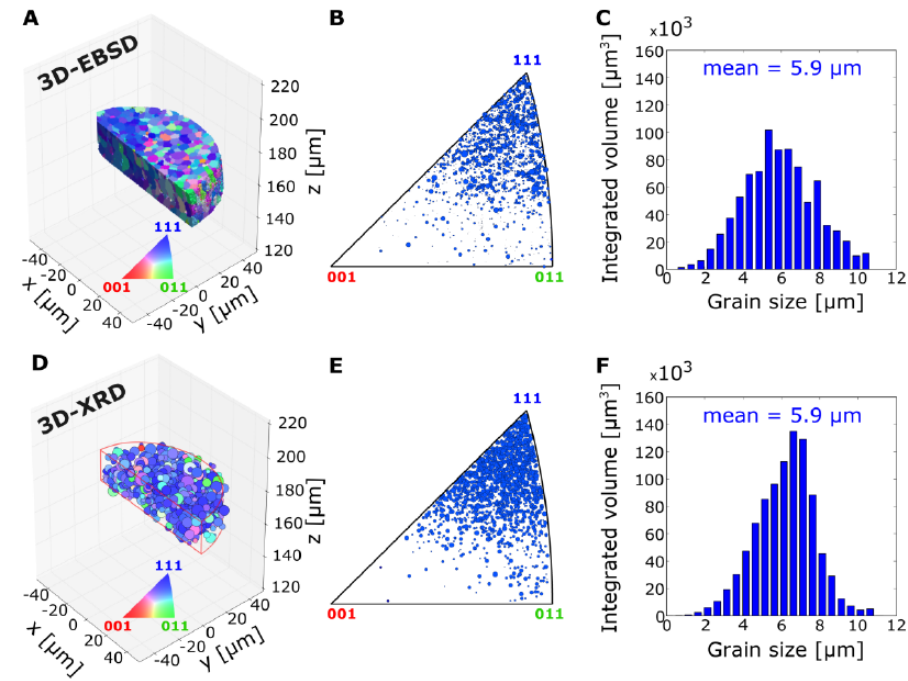 A
3D-EBSD
220
200
180
160
140
120
z [µm]
111
001
011
-40
-20
0
20
40
x [µm]
-40
-20
0
20
40
y [µm]
B
111
001
011
C
×10³
160
140
120
100
80
60
40
20
0
Integrated volume [µm³]
mean = 5.9 µm
0 2 4 6 8 10 12
Grain size [µm]
D
3D-XRD
220
200
180
160
140
120
z [µm]
111
001
011
-40
-20
0
20
40
x [µm]
-40
-20
0
20
40
y [µm]
E
111
001
011
F
×10³
160
140
120
100
80
60
40
20
0
Integrated volume [µm³]
mean = 5.9 µm
0 2 4 6 8 10 12
Grain size [µm]